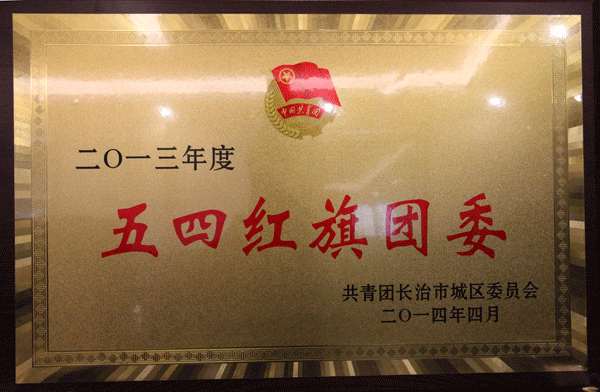 中国共青团
二〇一三年度
五四红旗团委
共青团长治市城区委员会
二〇一四年四月